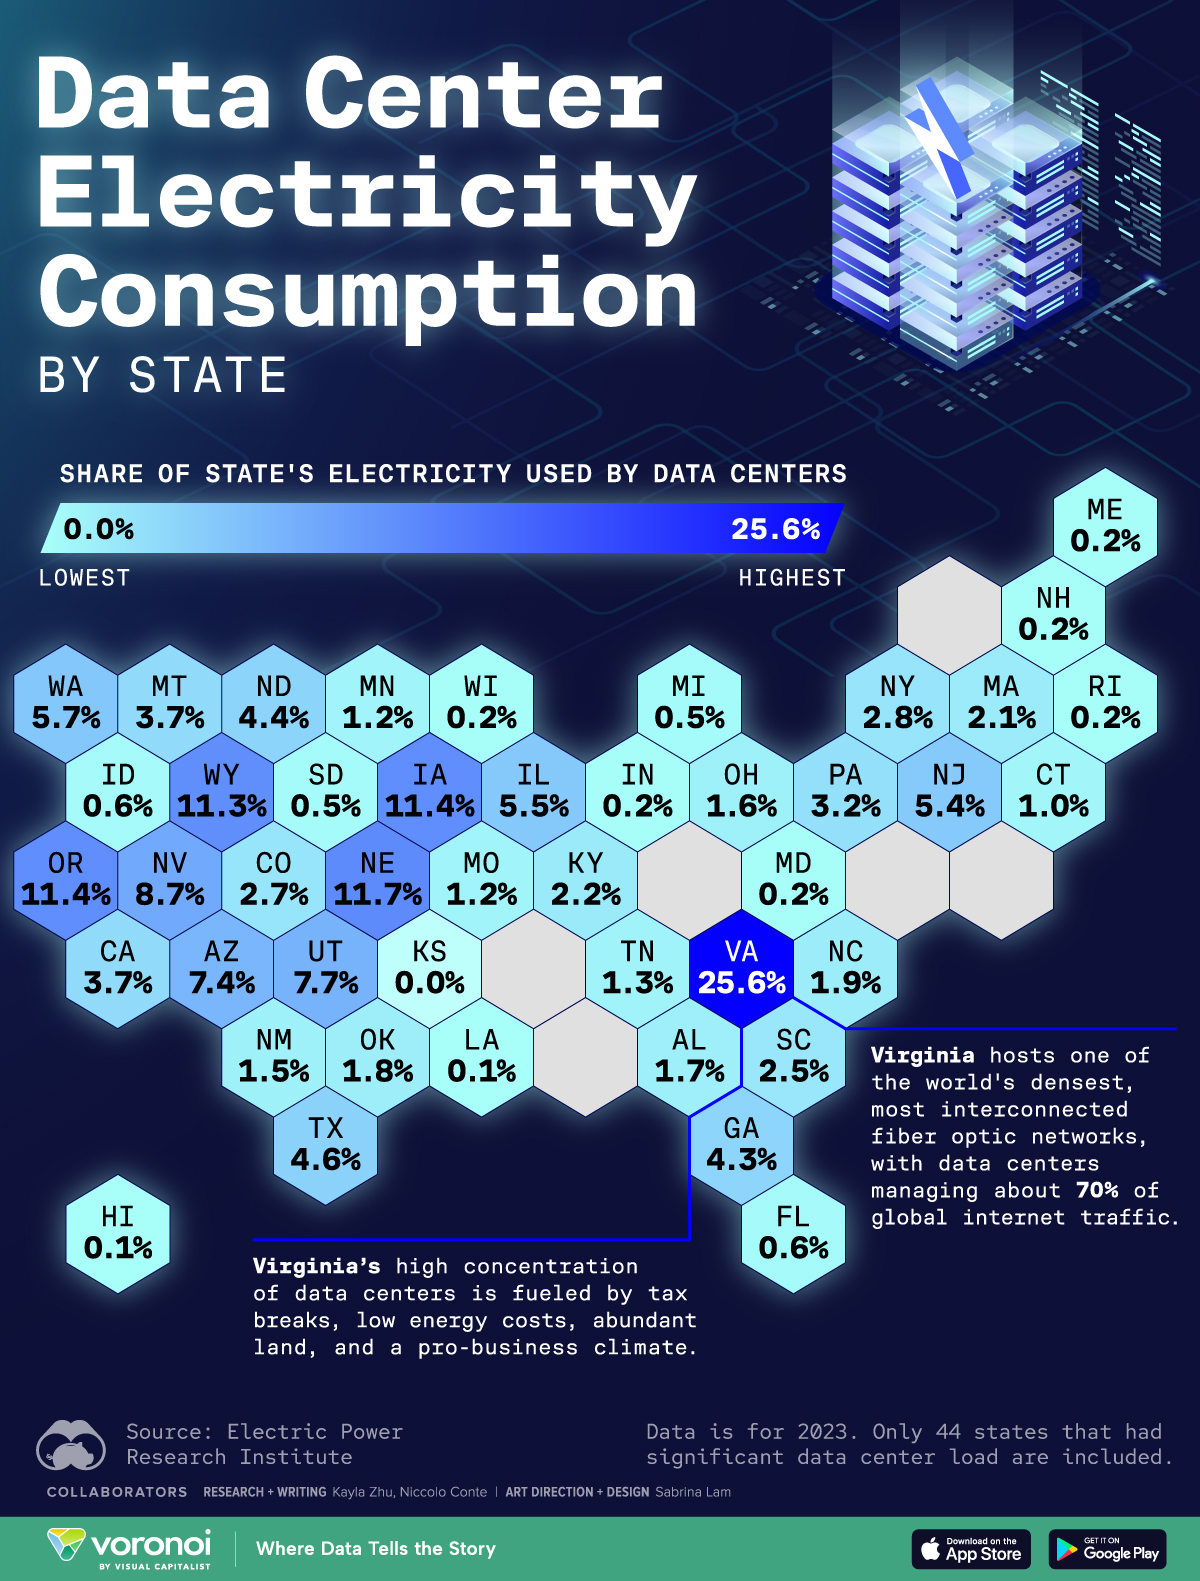 Data Center
Electricity
Consumption
BY STATE
SHARE OF STATE'S ELECTRICITY USED BY DATA CENTERS
0.0% 25.6%
LOWEST HIGHEST
ME
0.2%
NH
0.2%
WA MT ND MN WI MI NY MA RI
5.7% 3.7% 4.4% 1.2% 0.2% 0.5% 2.8% 2.1% 0.2%
ID WY SD IA IL IN OH PA NJ CT
0.6% 11.3% 0.5% 11.4% 5.5% 0.2% 1.6% 3.2% 5.4% 1.0%
OR NV CO NE MO KY MD
11.4% 8.7% 2.7% 11.7% 1.2% 2.2% 0.2%
CA AZ UT KS TN VA NC
3.7% 7.4% 7.7% 0.0% 1.3% 25.6% 1.9%
NM OK LA AL SC
1.5% 1.8% 0.1% 1.7% 2.5%
TX GA
4.6% 4.3%
HI FL
0.1% 0.6%
Virginia hosts one of
the world's densest,
most interconnected
fiber optic networks,
with data centers
managing about 70% of
global internet traffic.
Virginia's high concentration
of data centers is fueled by tax
breaks, low energy costs, abundant
land, and a pro-business climate.
Source: Electric Power
Research Institute
Data is for 2023. Only 44 states that had
significant data center load are included.
COLLABORATORS RESEARCH + WRITING Kayla Zhu, Niccolo Conte | ART DIRECTION + DESIGN Sabrina Lam
voronoi
BY VISUAL CAPITALIST
Where Data Tells the Story
Download on the
App Store
GET IT ON
Google Play